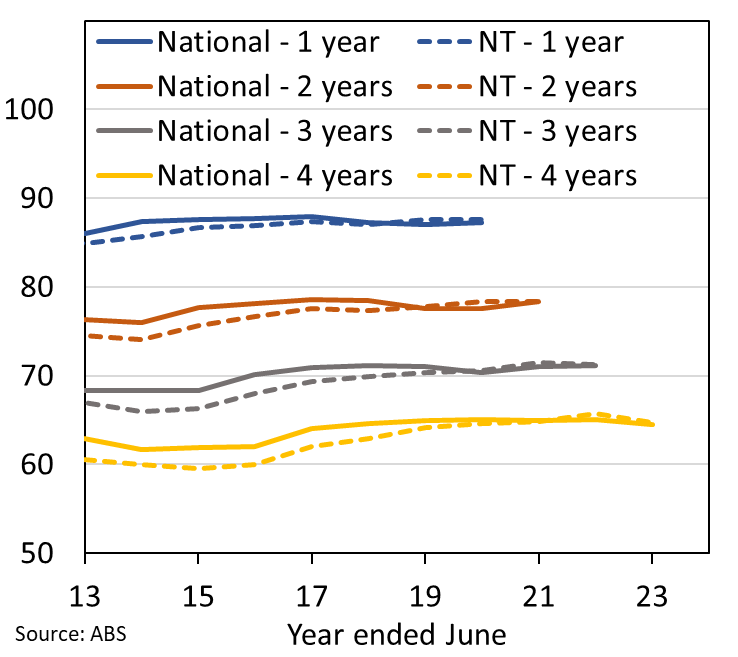 National - 1 year NT - 1 year
National - 2 years NT - 2 years
National - 3 years NT - 3 years
National - 4 years NT - 4 years
100
90
80
70
60
50
13 15 17 19 21 23
Source: ABS
Year ended June